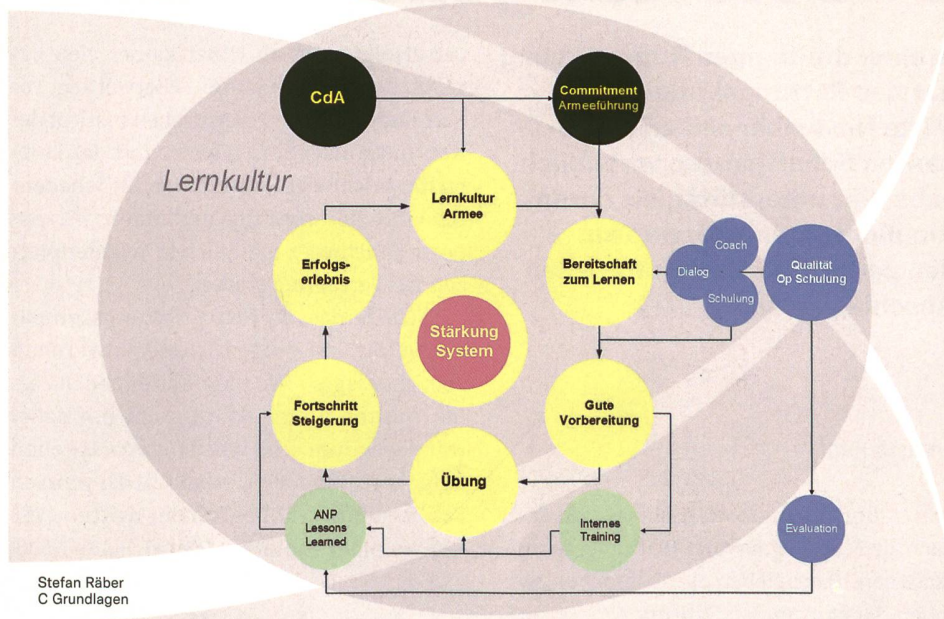 CdA
Commitment
Armeeführung
Lernkultur
Lernkultur
Armee
Erfolgs-
erlebnis
Bereitschaft
zum Lernen
Coach
Dialog
Schulung
Qualität
Op Schulung
Stärkung
System
Fortschritt
Steigerung
Gute
Vorbereitung
Übung
ANP
Lessons
Learned
Internes
Training
Evaluation
Stefan Räber
C Grundlagen